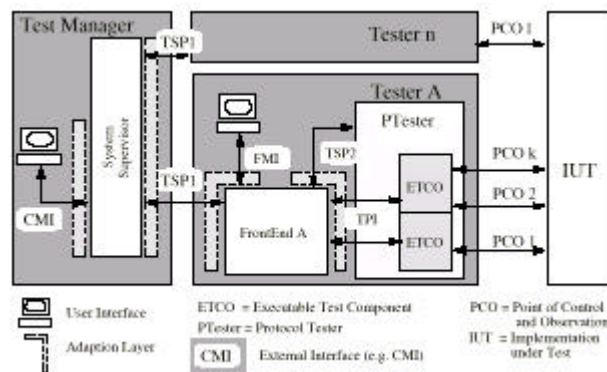 Test Manager
TSP1
Tester n
PCO 1
Tester A
PTester
System
Supervisor
FMI
TSP2
PCO k
IUT
CMI
TSP1
FrontEnd A
ETCO
TPI
PCO 2
ETCO
PCO 1
User Interface
Adaption Layer
ETCO = Executable Test Component
PTester = Protocol Tester
CMI External Interface (e.g. CMI)
PCO = Point of Control
and Observation
IUT = Implementation
under Test